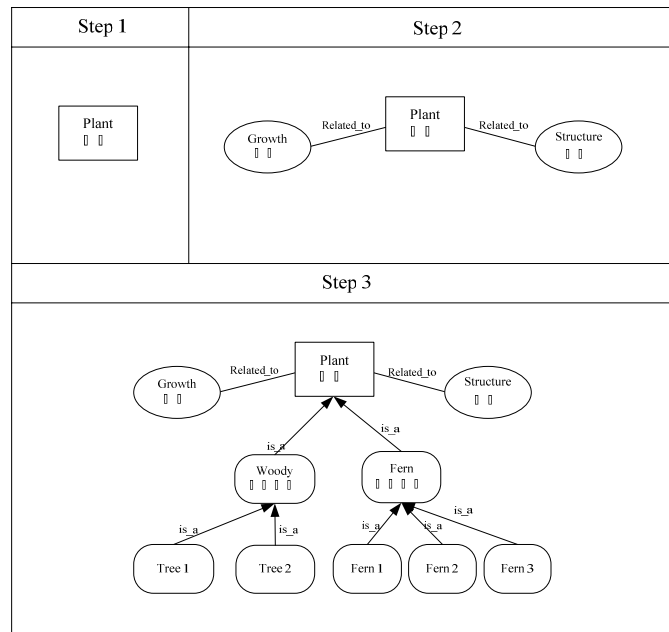 Step 1
Step 2
Plant
Plant
Related_to
Related_to
Growth
Structure
Step 3
Plant
Related_to
Related_to
Growth
Structure
is_a
is_a
Woody
Fern
is_a
is_a
is_a
is_a
is_a
Tree 1
Tree 2
Fern 1
Fern 2
Fern 3